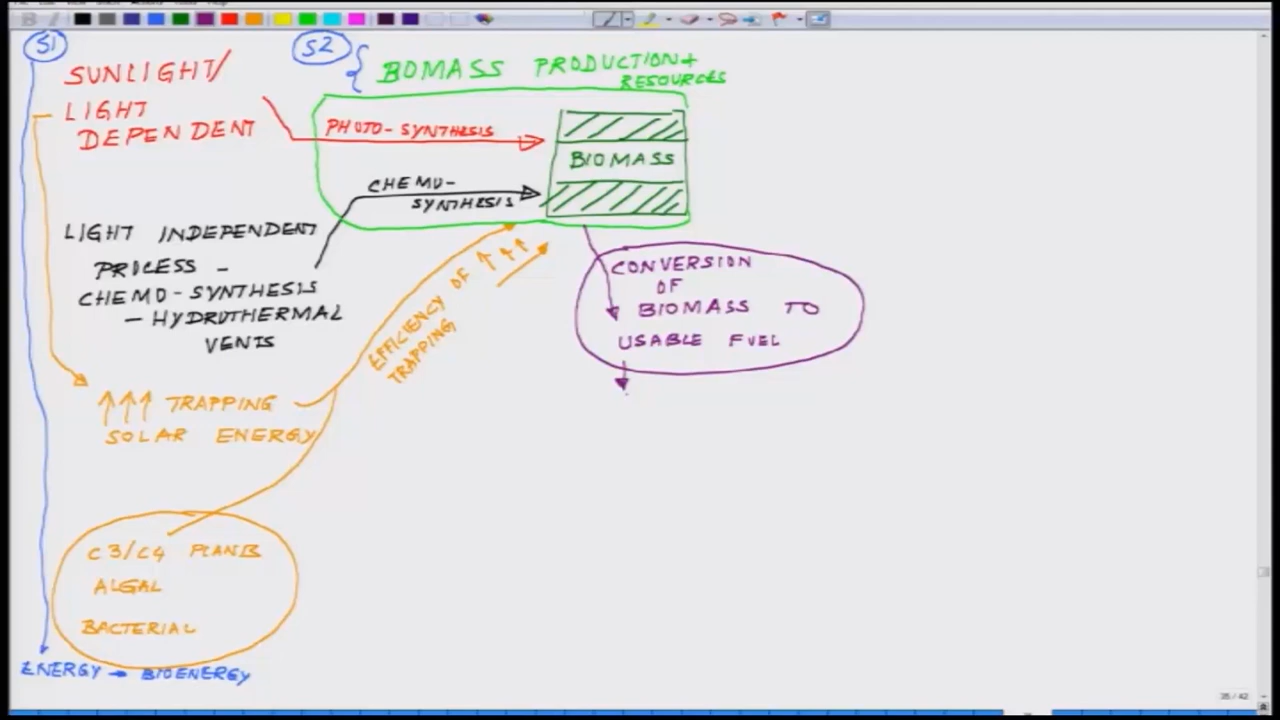 S1
SUNLIGHT/
LIGHT
DEPENDENT
LIGHT INDEPENDENT
PROCESS -
CHEMO-SYNTHESIS
- HYDROTHERMAL
VENTS
↑↑↑ TRAPPING
SOLAR ENERGY
C3/C4 PLANTS
ALGAL
BACTERIAL
ENERGY → BIOENERGY
S2
BOMASS PRODUCTION +
RESOURCES
PHOTO-SYNTHESIS
CHEMO-
SYNTHESIS
BIOMASS
EFFICIENCY OF ↑↑↑
TRAPPING
CONVERSION
OF
BIOMASS TO
USABLE FUEL
35 / 42